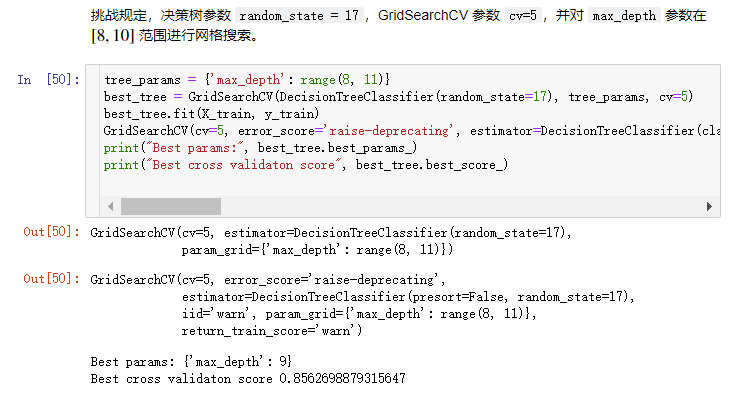 挑战规定，决策树参数 random_state = 17，GridSearchCV 参数 cv=5，并对 max_depth 参数在
[8, 10] 范围进行网格搜索。
In [50]: tree_params = {'max_depth': range(8, 11)}
best_tree = GridSearchCV(DecisionTreeClassifier(random_state=17), tree_params, cv=5)
best_tree.fit(X_train, y_train)
GridSearchCV(cv=5, error_score='raise-deprecating', estimator=DecisionTreeClassifier(cla
print("Best params:", best_tree.best_params_)
print("Best cross validaton score", best_tree.best_score_)
Out[50]: GridSearchCV(cv=5, estimator=DecisionTreeClassifier(random_state=17),
param_grid={'max_depth': range(8, 11)})
Out[50]: GridSearchCV(cv=5, error_score='raise-deprecating',
estimator=DecisionTreeClassifier(presort=False, random_state=17),
iid='warn', param_grid={'max_depth': range(8, 11)},
return_train_score='warn')
Best params: {'max_depth': 9}
Best cross validaton score 0.8562698879315647